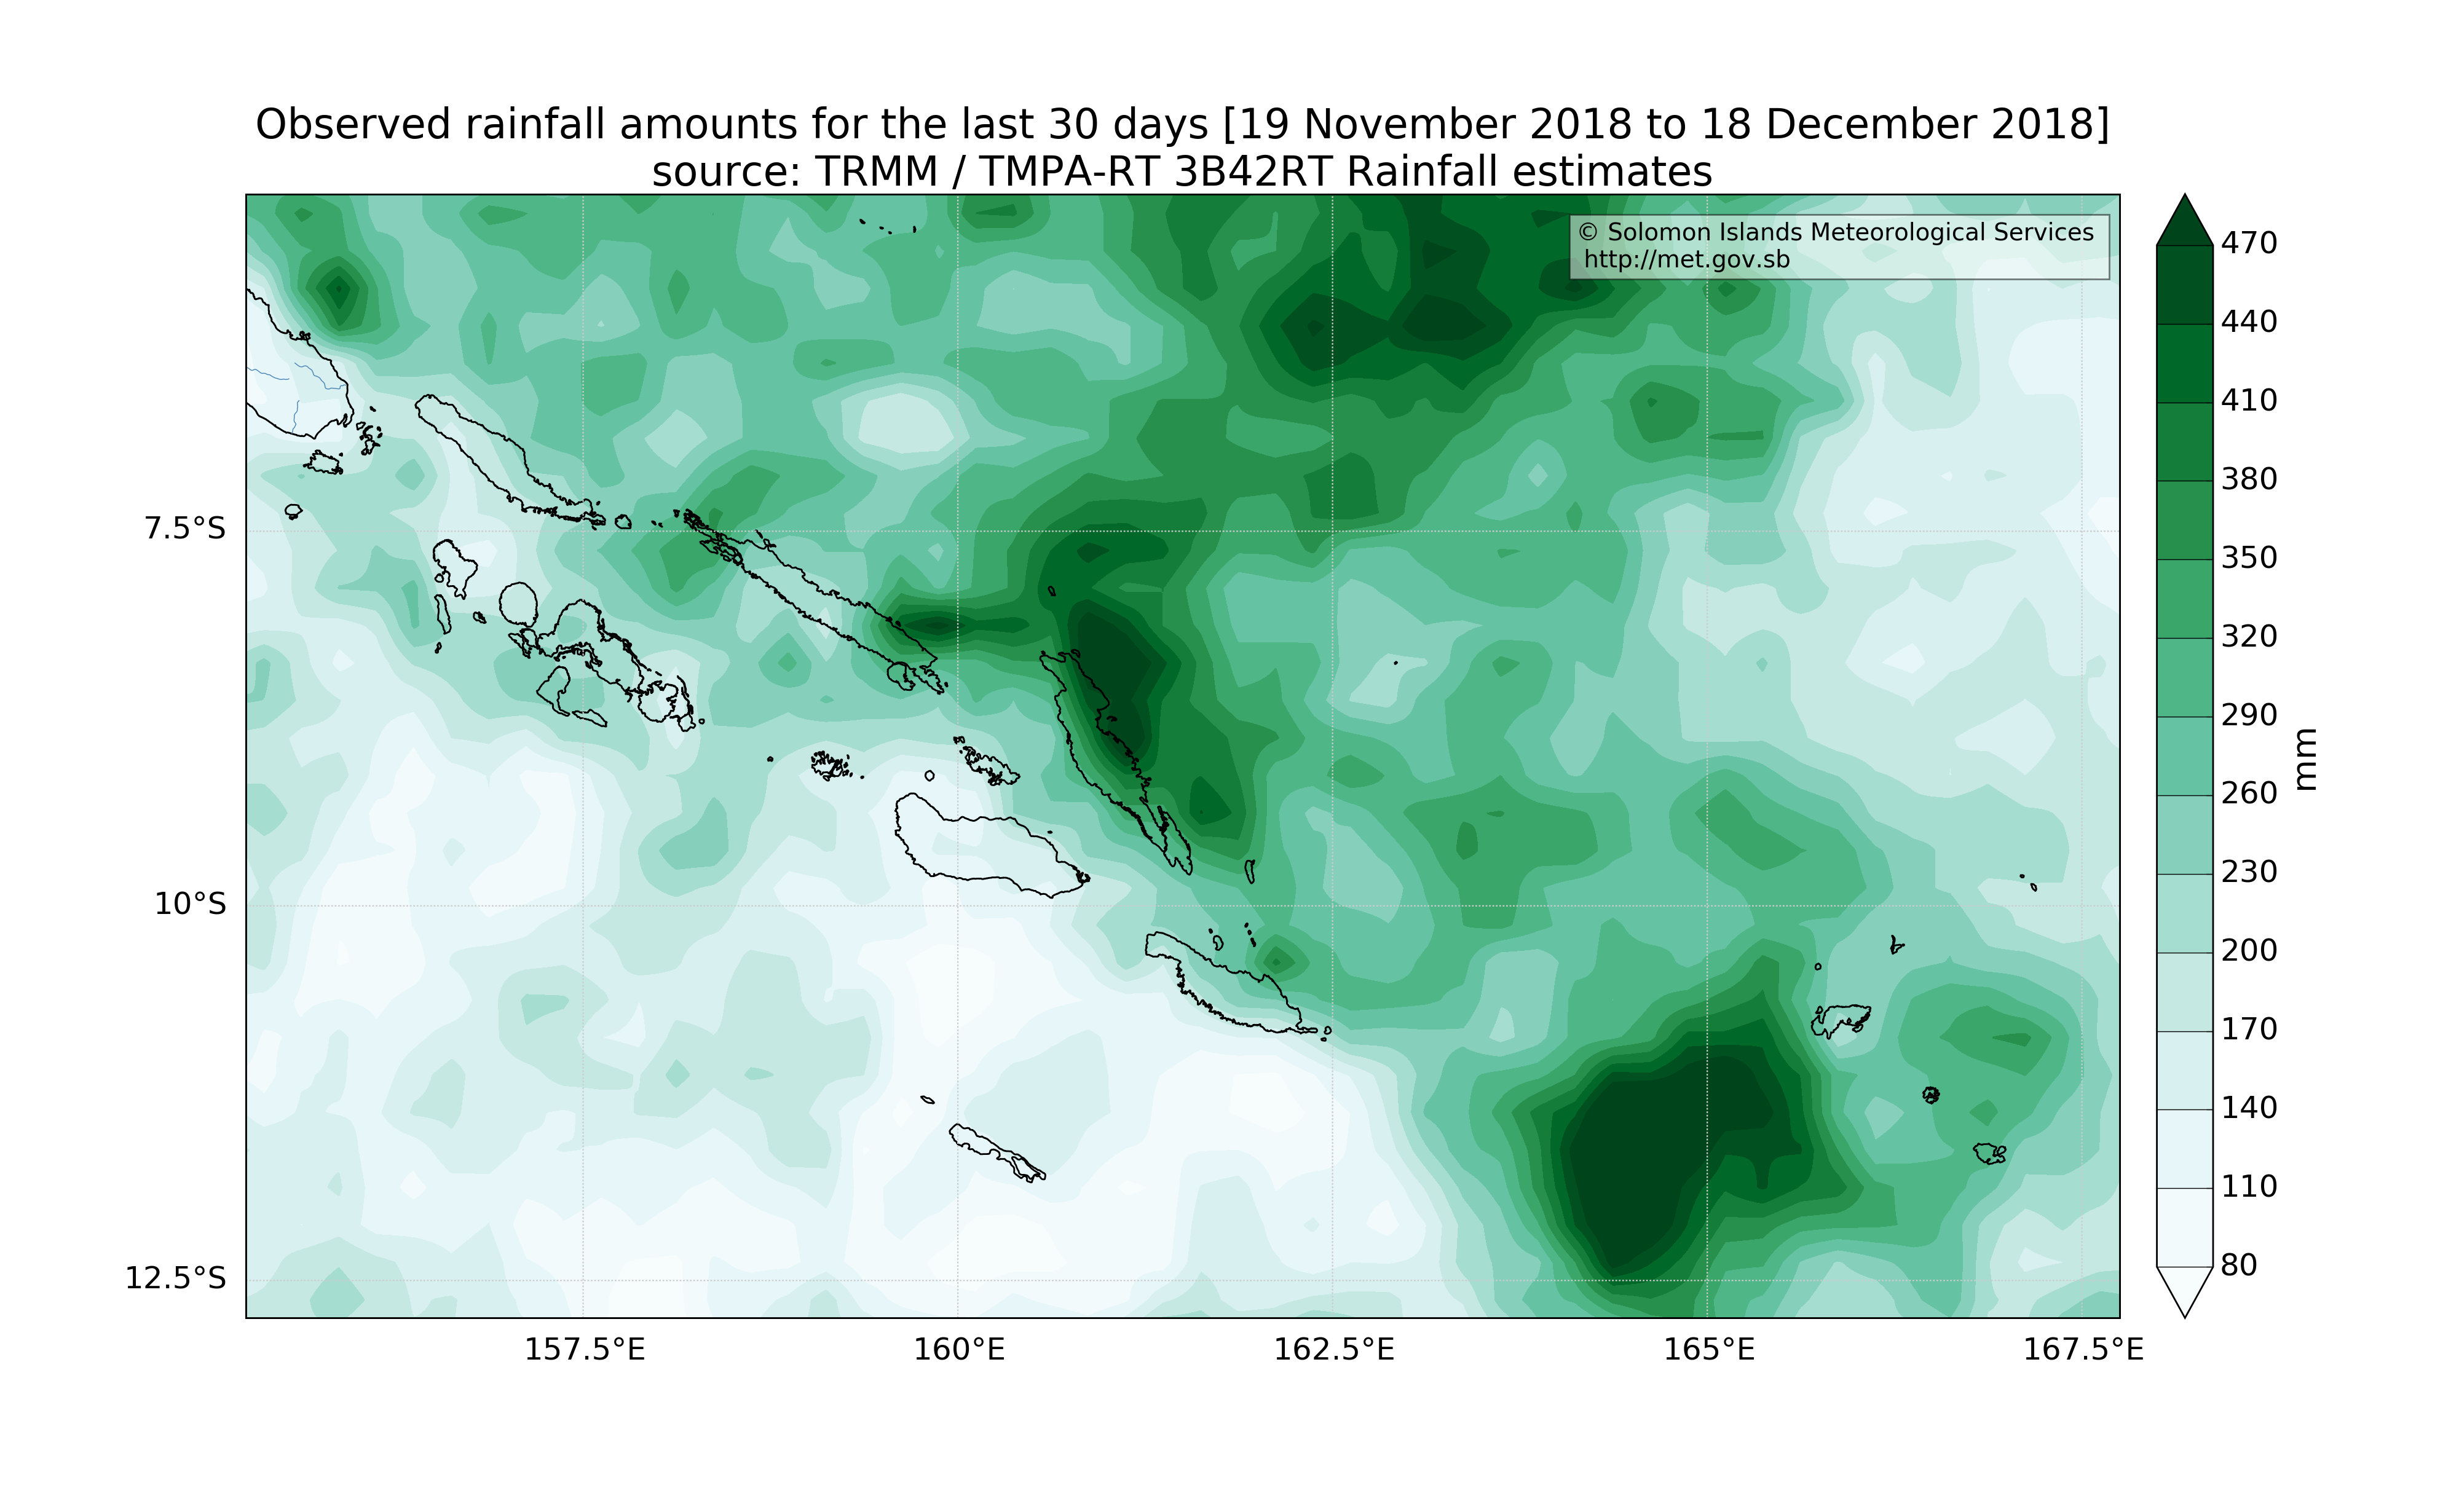 Observed rainfall amounts for the last 30 days [19 November 2018 to 18 December 2018]
source: TRMM / TMPA-RT 3B42RT Rainfall estimates
© Solomon Islands Meteorological Services
http://met.gov.sb
7.5°S
10°S
12.5°S
157.5°E
160°E
162.5°E
165°E
167.5°E
470
440
410
380
350
320
290
260
230
200
170
140
110
80
mm